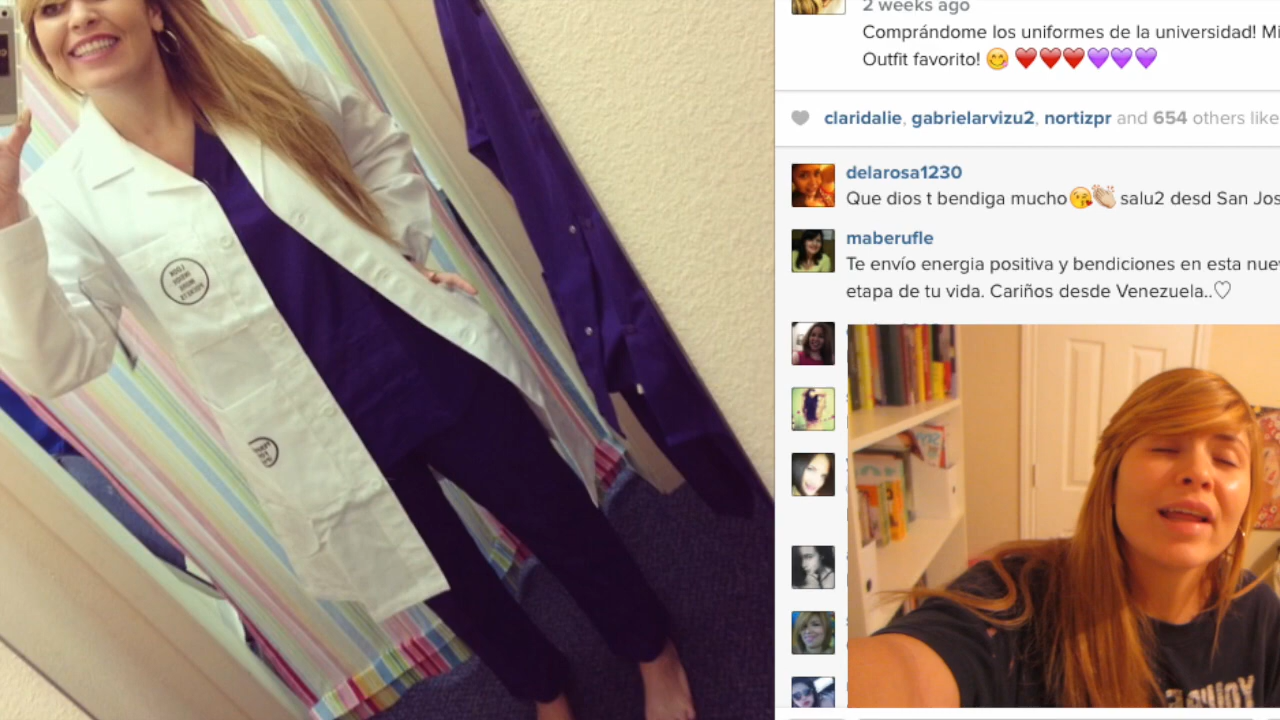 2 weeks ago
Comprándome los uniformes de la universidad! Mi
Outfit favorito! 😋 ❤️❤️❤️💜💜💜
claridalie, gabrielarvizu2, nortizpr and 654 others like
delarosa1230
Que dios t bendiga mucho😘👏 salu2 desd San Jos
maberufle
Te envío energia positiva y bendiciones en esta nue
etapa de tu vida. Cariños desde Venezuela..♡